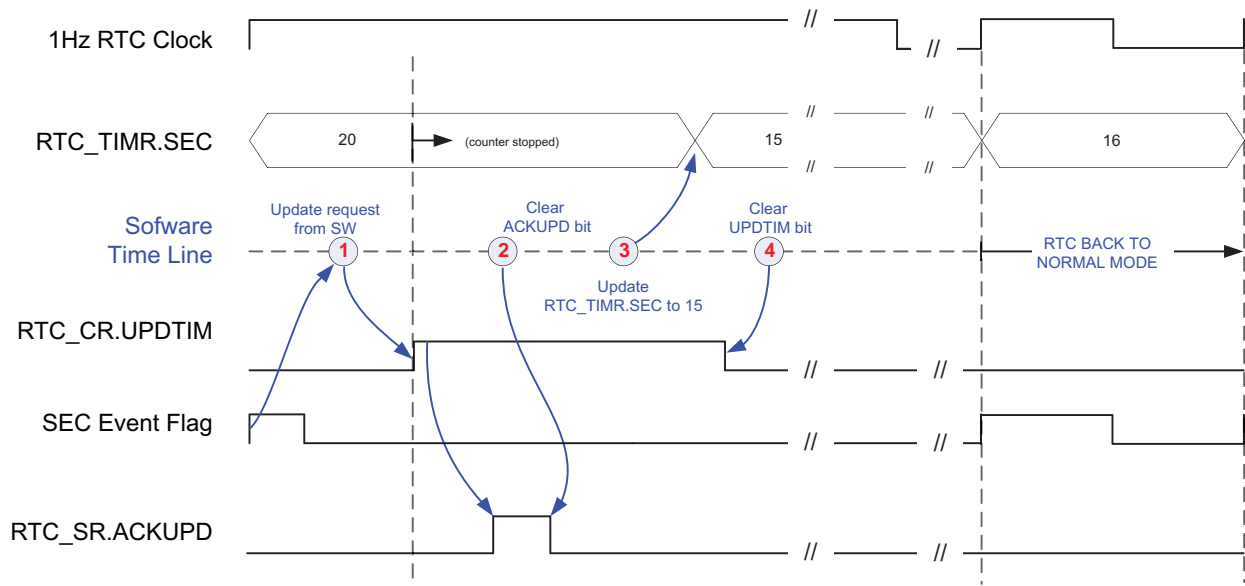 1Hz RTC Clock
//
//
RTC_TIMR.SEC
20
(counter stopped)
15
16
//
//
//
//
Sofware
Time Line
Update request
from SW
1
Clear
ACKUPD bit
2
3
Update
RTC_TIMR.SEC to 15
Clear
UPDTIM bit
4
RTC BACK TO
NORMAL MODE
RTC_CR.UPDTIM
//
//
SEC Event Flag
//
//
RTC_SR.ACKUPD
//
//